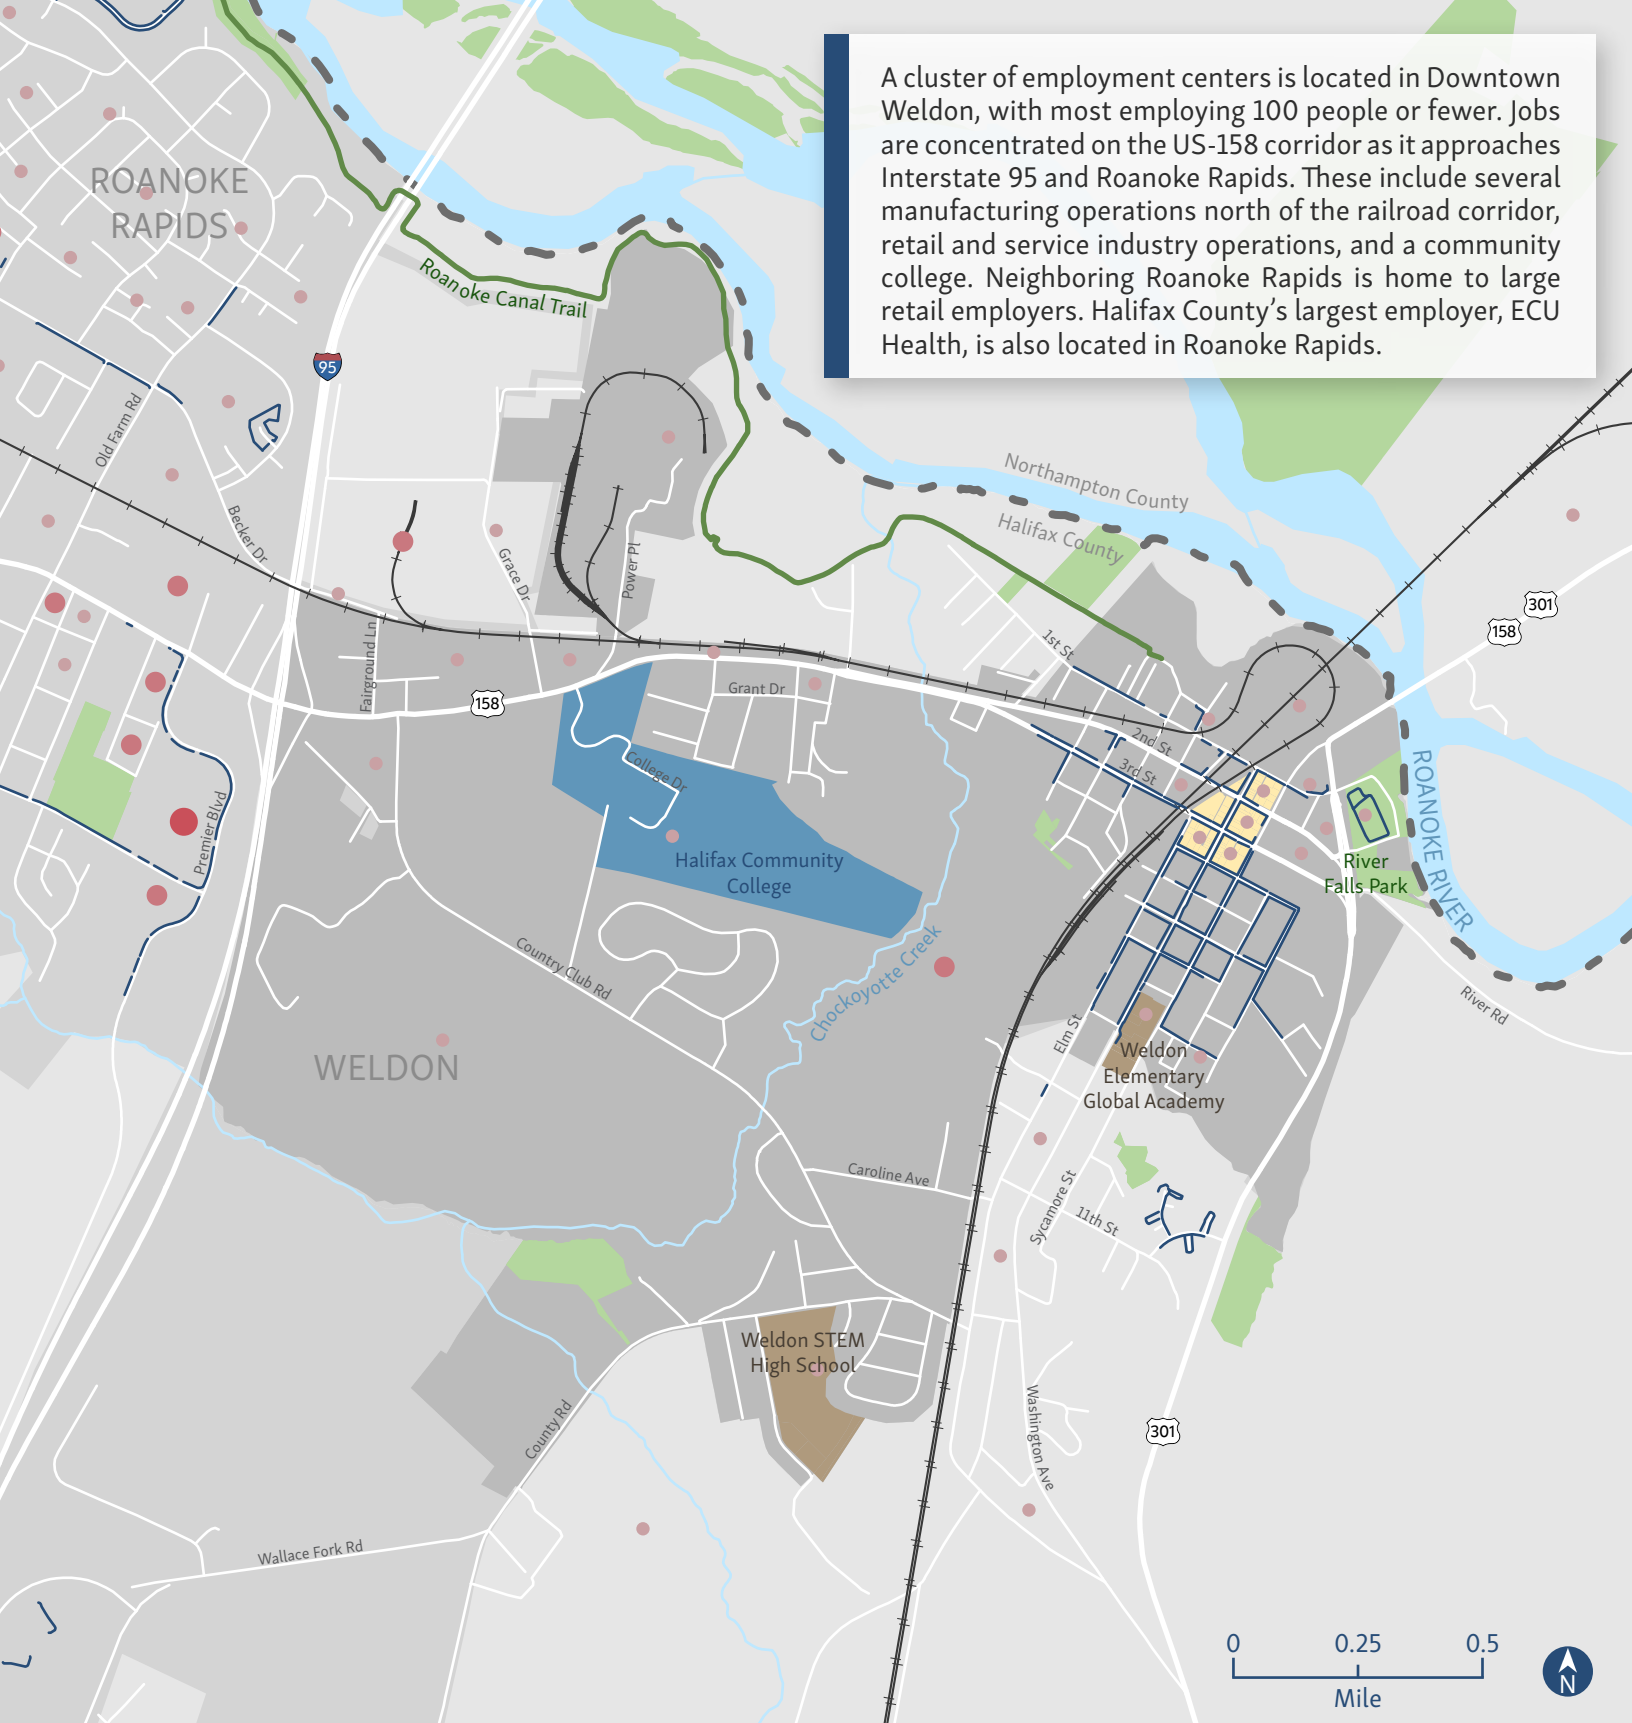 A cluster of employment centers is located in Downtown
Weldon, with most employing 100 people or fewer. Jobs
are concentrated on the US-158 corridor as it approaches
Interstate 95 and Roanoke Rapids. These include several
manufacturing operations north of the railroad corridor,
retail and service industry operations, and a community
college. Neighboring Roanoke Rapids is home to large
retail employers. Halifax County’s largest employer, ECU
Health, is also located in Roanoke Rapids.
ROANOKE
RAPIDS
Roanoke Canal Trail
95
Old Farm Rd
Becker Dr
Grace Dr
Power Pl
Northampton County
Halifax County
301
158
1st St
Fairground Ln
158
Grant Dr
2nd St
3rd St
College Dr
ROANOKE RIVER
Premier Blvd
Halifax Community
College
River
Falls Park
Country Club Rd
Chockoyotte Creek
River Rd
Elm St
WELDON
Weldon
Elementary
Global Academy
Caroline Ave
Sycamore St
11th St
Weldon STEM
High School
County Rd
Washington Ave
301
Wallace Fork Rd
0 0.25 0.5
Mile
N